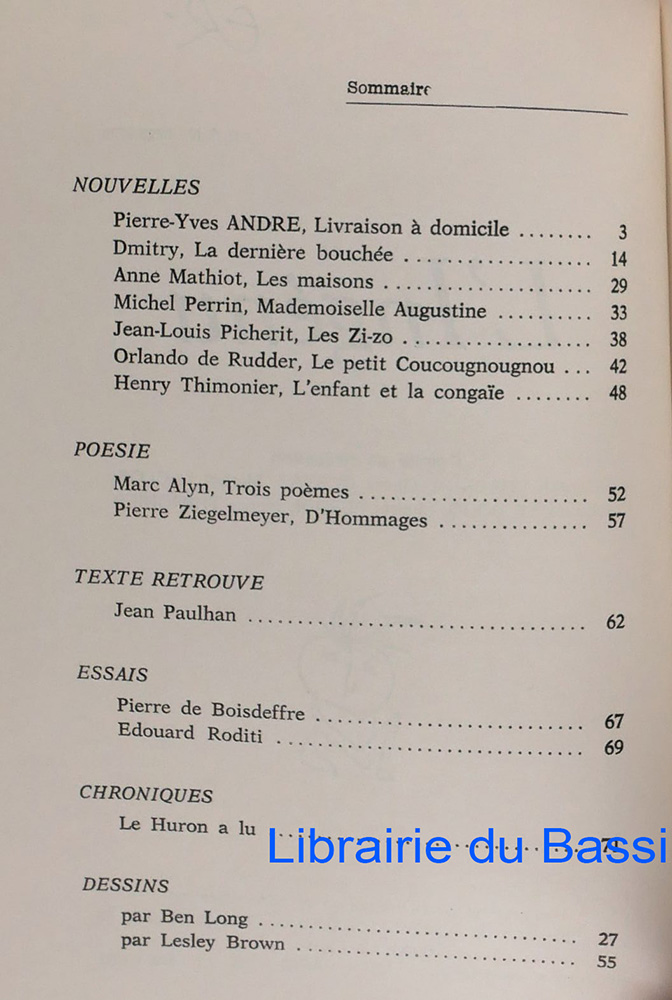 Sommaire
NOUVELLES
Pierre-Yves ANDRE, Livraison à domicile ........ 3
Dmitry, La dernière bouchée ................... 14
Anne Mathiot, Les maisons ..................... 29
Michel Perrin, Mademoiselle Augustine .......... 33
Jean-Louis Picherit, Les Zi-zo ................... 38
Orlando de Rudder, Le petit Coucougnougnou ... 42
Henry Thimonier, L'enfant et la congaïe ........ 48
POESIE
Marc Alyn, Trois poèmes ....................... 52
Pierre Ziegelmeyer, D'Hommages ............... 57
TEXTE RETROUVE
Jean Paulhan .................................. 62
ESSAIS
Pierre de Boisdeffre ........................... 67
Edouard Roditi ............................... 69
CHRONIQUES
Le Huron a lu ............................... 71
Librairie du Bassi
DESSINS
par Ben Long ................................ 27
par Lesley Brown ............................ 55